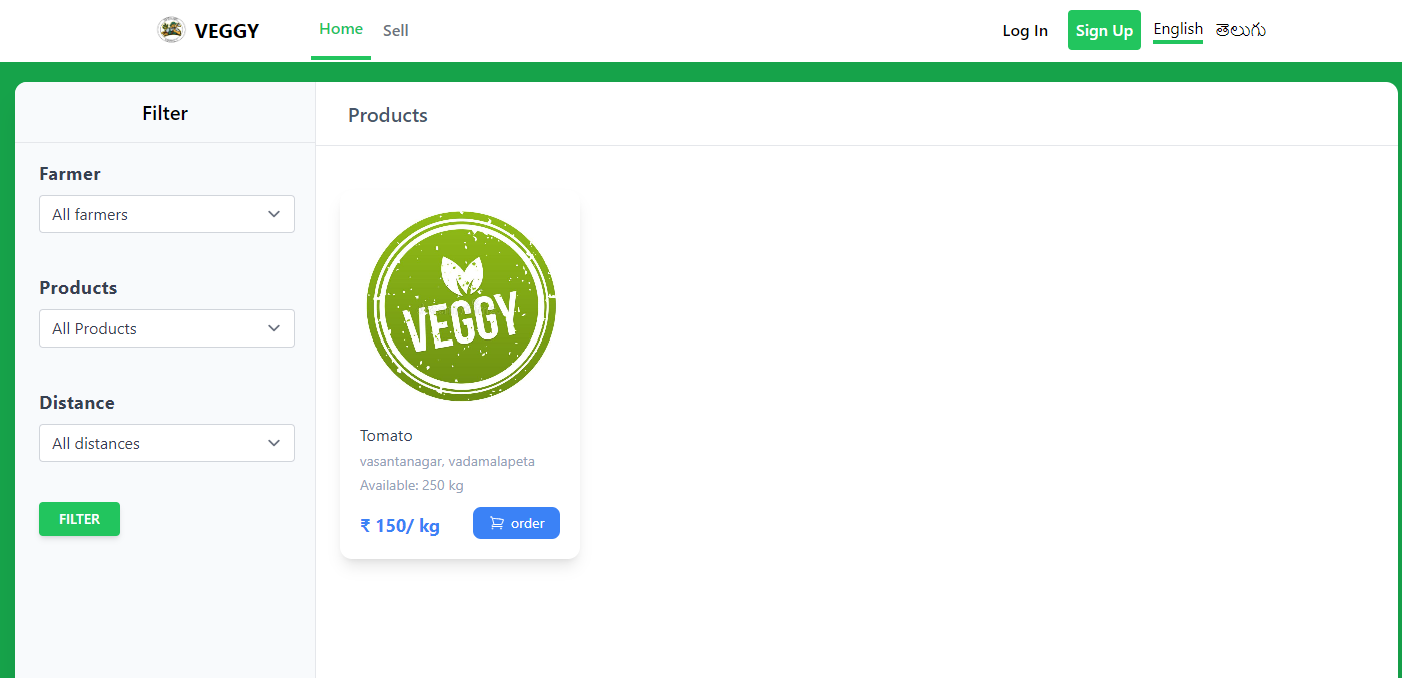 VEGGY
Home
Sell
Log In
Sign Up
English
తెలుగు
Filter
Farmer
All farmers
Products
All Products
Distance
All distances
FILTER
Products
VEGGY
Tomato
vasantanagar, vadamalapeta
Available: 250 kg
₹ 150/ kg
order